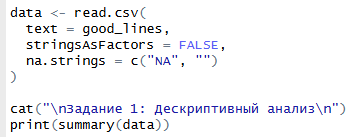 data <- read.csv(
  text = good_lines,
  stringsAsFactors = FALSE,
  na.strings = c("NA", "")
)

cat("\nЗадание 1: Дескриптивный анализ\n")
print(summary(data))